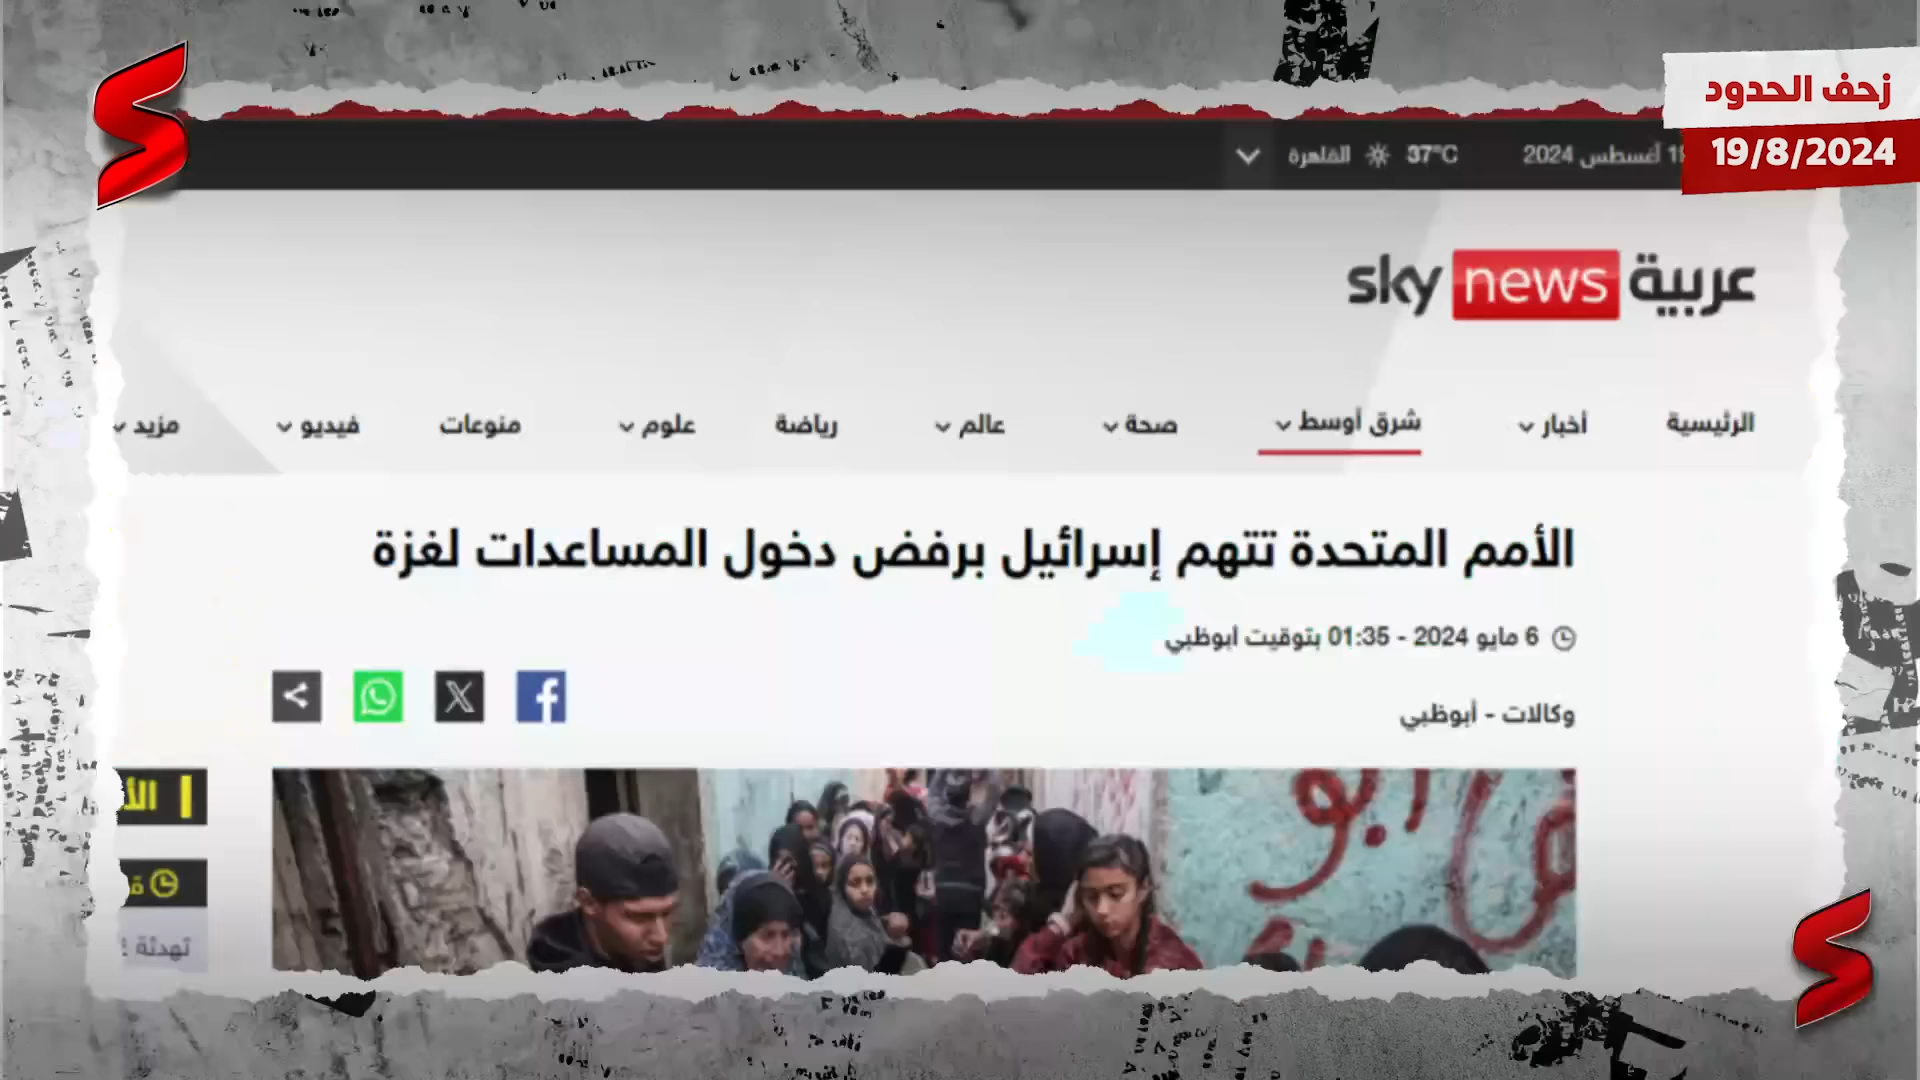 زحف الحدود
19/8/2024
أغسطس 2024
37°C القاهرة
sky news عربية
الرئيسية أخبار شرق أوسط صحة عالم رياضة علوم منوعات فيديو مزيد
الأمم المتحدة تتهم إسرائيل برفض دخول المساعدات لغزة
6 مايو 2024 - 01:35 بتوقيت أبوظبي
وكالات - أبوظبي
تهدئة